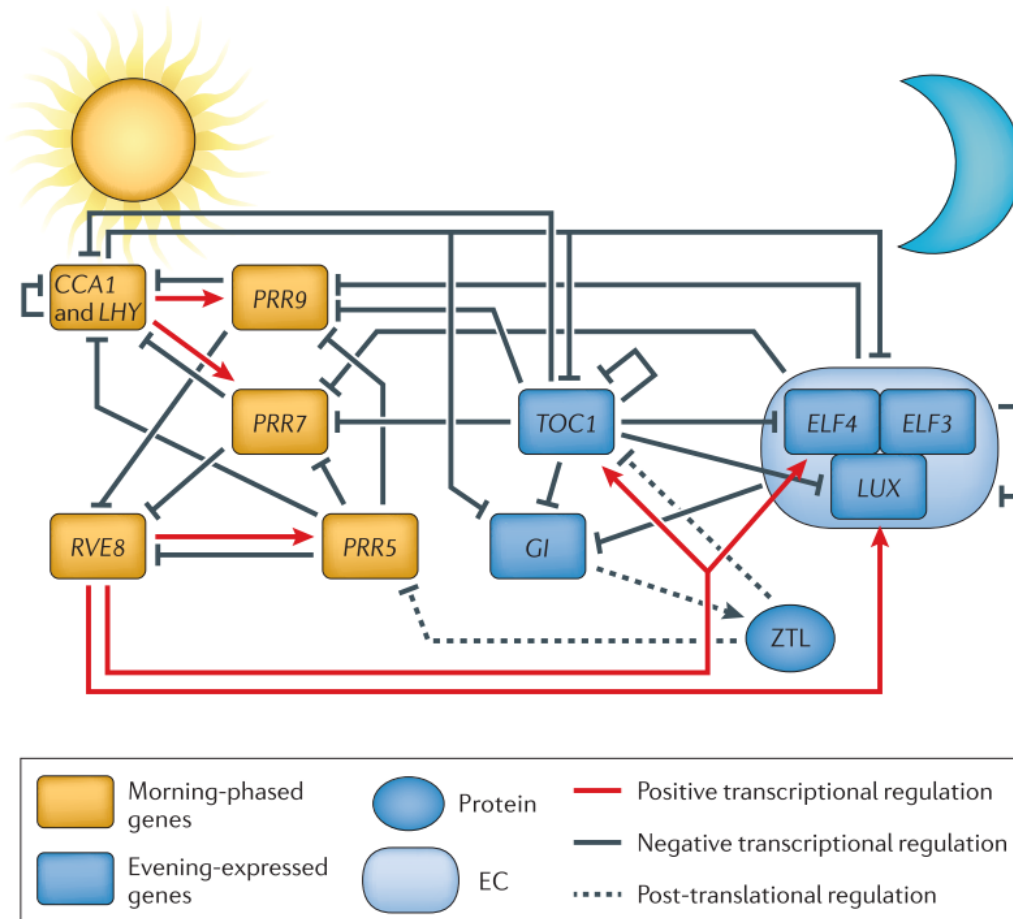 CCA1
and LHY
PRR9
PRR7
TOC1
ELF4
ELF3
LUX
RVE8
PRR5
GI
ZTL
Morning-phased
genes
Protein
Positive transcriptional regulation
Negative transcriptional regulation
Evening-expressed
genes
EC
Post-translational regulation